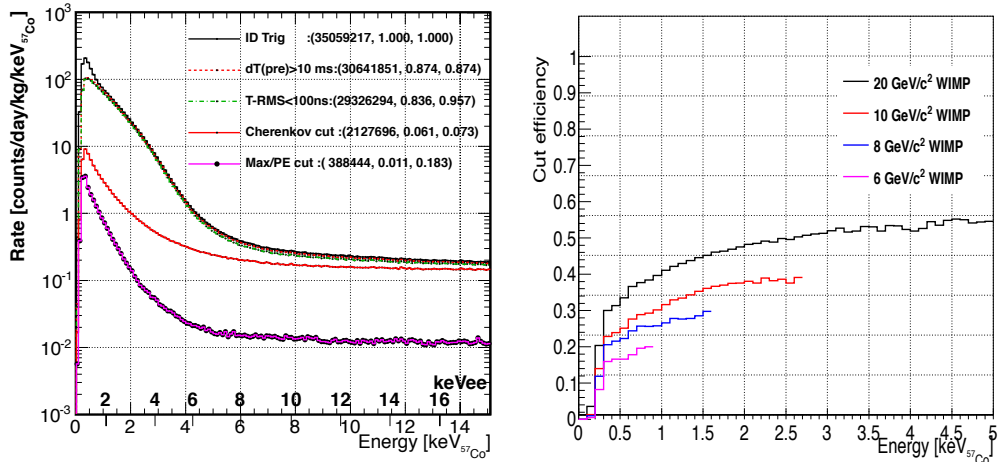 Rate [counts/day/kg/keV57Co]
10³
10²
10
1
10⁻¹
10⁻²
10⁻³
ID Trig :(35059217, 1.000, 1.000)
dT(pre)>10 ms:(30641851, 0.874, 0.874)
T-RMS<100ns:(29326294, 0.836, 0.957)
Cherenkov cut :(2127696, 0.061, 0.073)
Max/PE cut :( 388444, 0.011, 0.183)
keVee
2 4 6 8 10 12 14 16
0 2 4 6 8 10 12 14
Energy [keV57Co]
Cut efficiency
1
0.9
0.8
0.7
0.6
0.5
0.4
0.3
0.2
0.1
0
20 GeV/c² WIMP
10 GeV/c² WIMP
8 GeV/c² WIMP
6 GeV/c² WIMP
0 0.5 1 1.5 2 2.5 3 3.5 4 4.5 5
Energy [keV57Co]